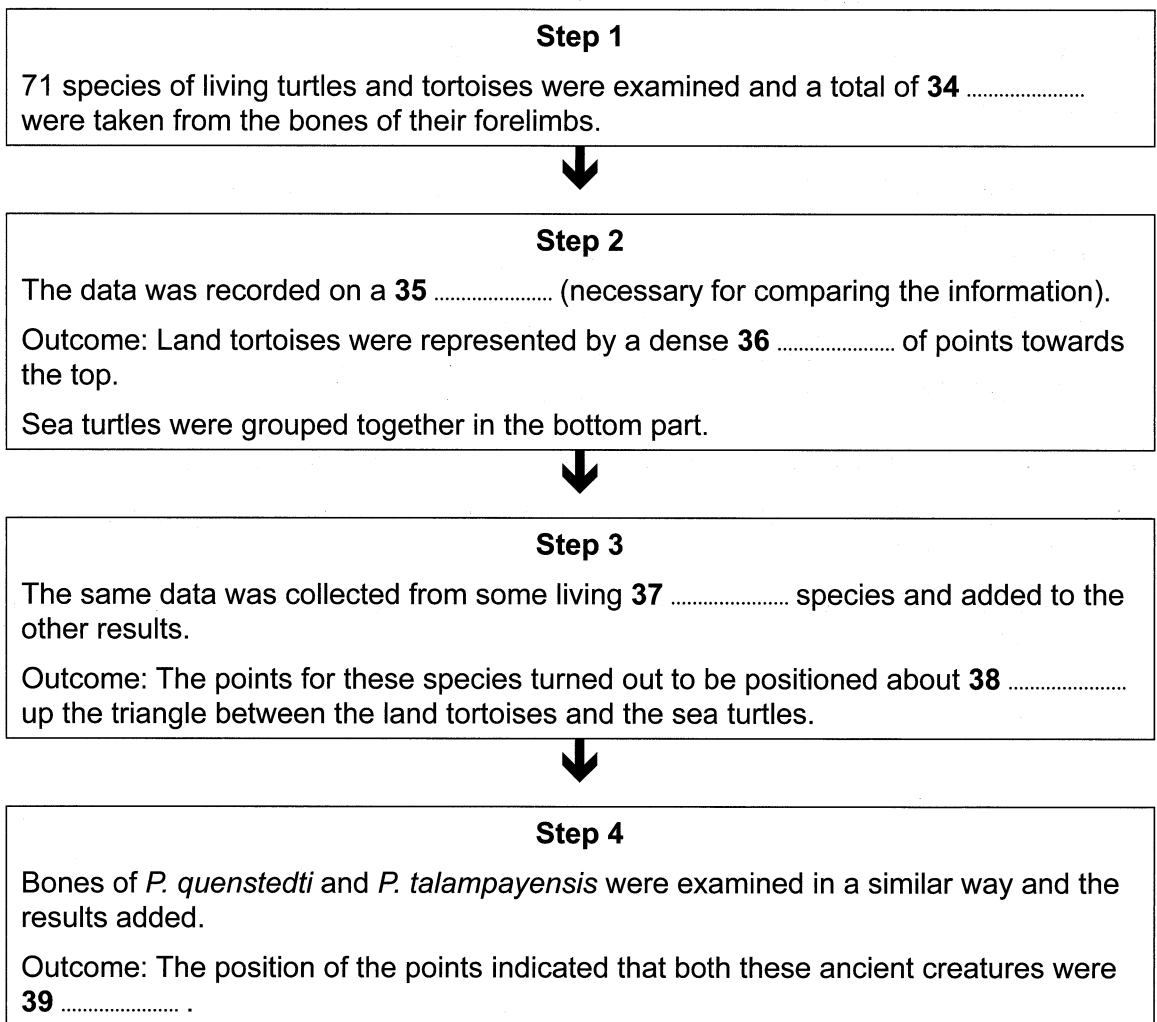 Step 1
71 species of living turtles and tortoises were examined and a total of 34 ......................
were taken from the bones of their forelimbs.
Step 2
The data was recorded on a 35 ...................... (necessary for comparing the information).
Outcome: Land tortoises were represented by a dense 36 ...................... of points towards
the top.
Sea turtles were grouped together in the bottom part.
Step 3
The same data was collected from some living 37 ...................... species and added to the
other results.
Outcome: The points for these species turned out to be positioned about 38 ......................
up the triangle between the land tortoises and the sea turtles.
Step 4
Bones of P. quenstedti and P. talampayensis were examined in a similar way and the
results added.
Outcome: The position of the points indicated that both these ancient creatures were
39 ...................... .